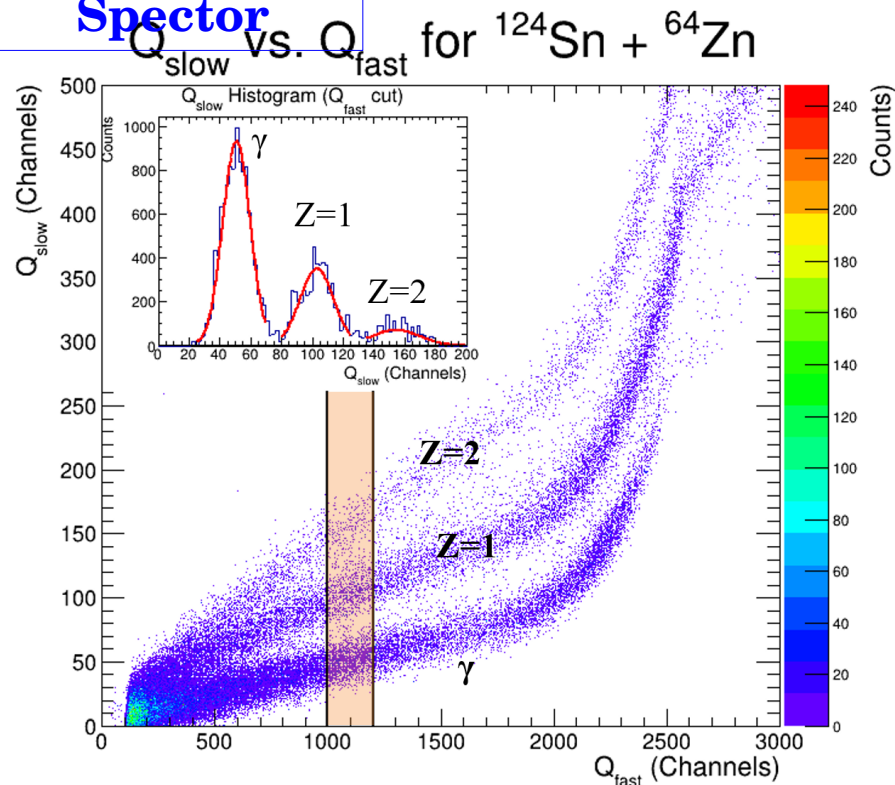 Spector
Qslow vs. Qfast for 124Sn + 64Zn
Qslow (Channels)
500
450
400
350
300
250
200
150
100
50
0
Qslow Histogram (Qfast cut)
Counts
1000
800
600
400
200
0
γ
Z=1
Z=2
0 20 40 60 80 100 120 140 160 180 200
Qslow (Channels)
Z=2
Z=1
γ
0 500 1000 1500 2000 2500 3000
Qfast (Channels)
Counts
240
220
200
180
160
140
120
100
80
60
40
20
0